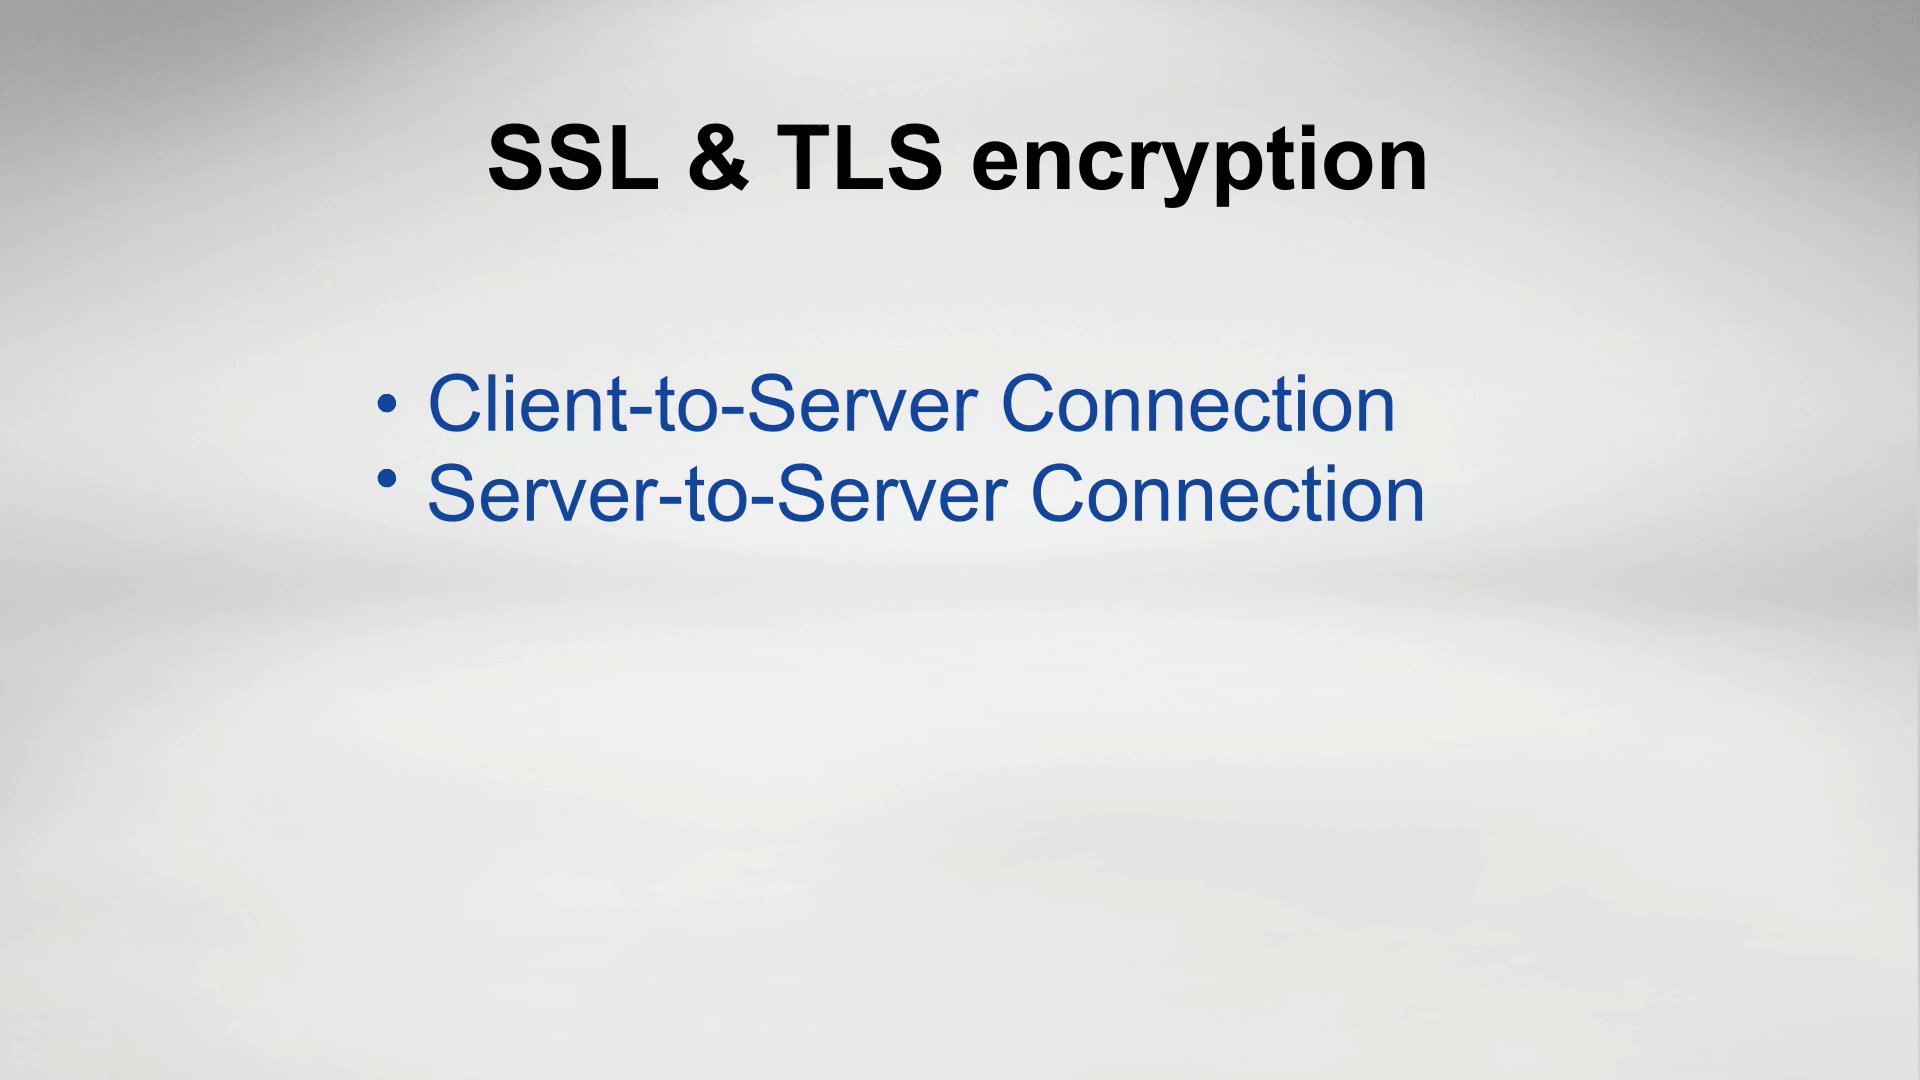 SSL & TLS encryption
• Client-to-Server Connection
• Server-to-Server Connection